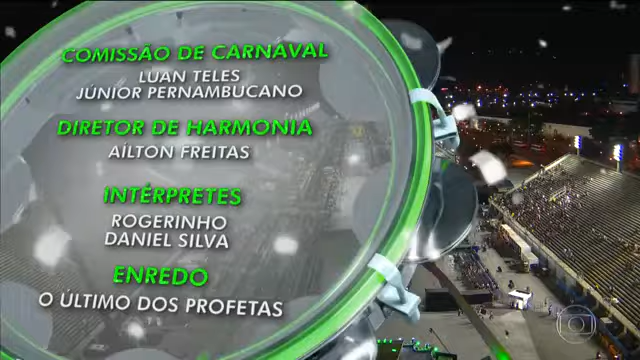 COMISSÃO DE CARNAVAL
LUAN TELES
JÚNIOR PERNAMBUCANO
DIRETOR DE HARMONIA
AÍLTON FREITAS
INTÉRPRETES
ROGERINHO
DANIEL SILVA
ENREDO
O ÚLTIMO DOS PROFETAS